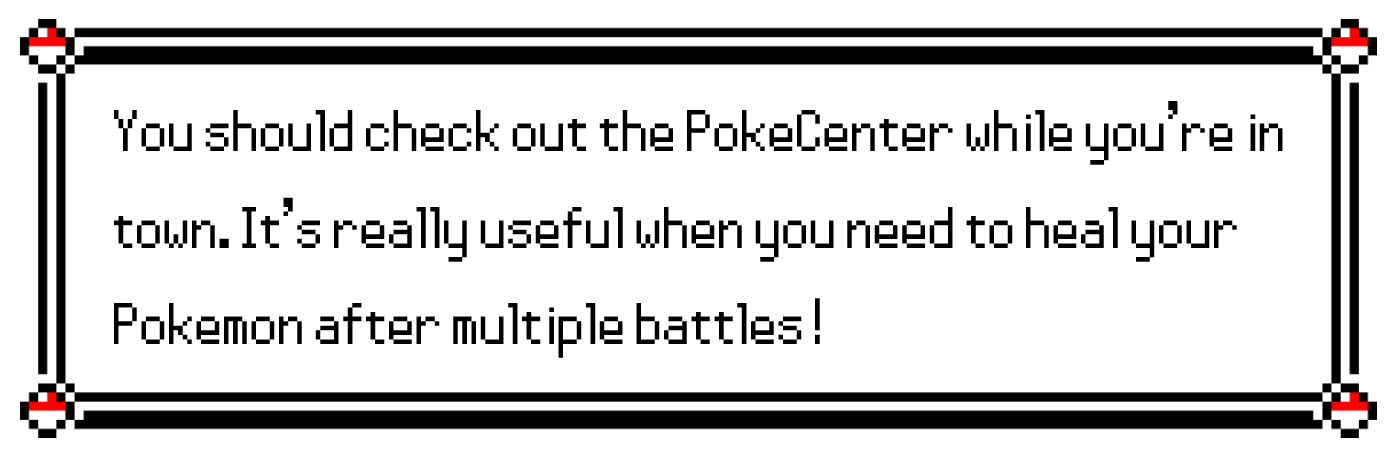 You should check out the PokeCenter while you're in
town. It's really useful when you need to heal your
Pokemon after multiple battles!